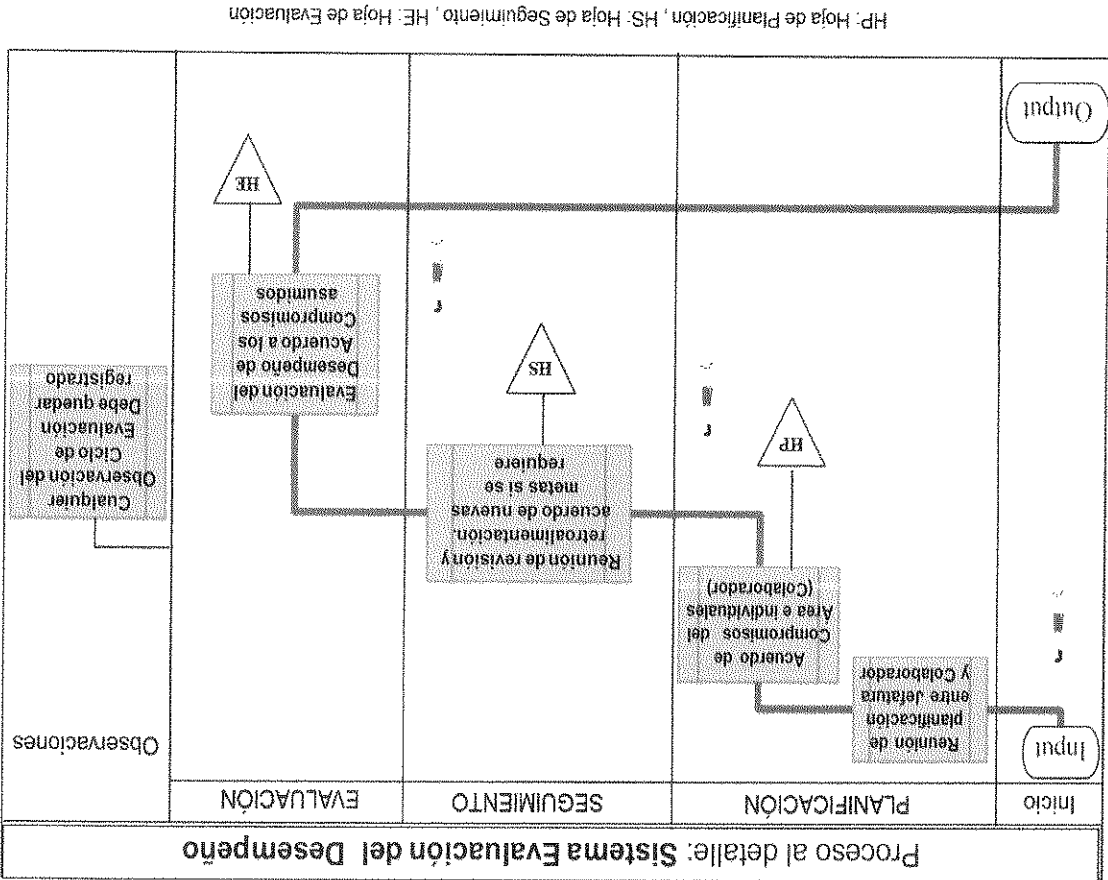 Proceso al detalle: Sistema Evaluación del Desempeño
Inicio
PLANIFICACIÓN
SEGUIMIENTO
EVALUACIÓN
Observaciones
Input
Reunión de
planificación
entre Jefatura
y Colaborador
Acuerdo de
Compromisos del
Area e individuales
(Colaborador)
HP
Reunión de revisión y
retroalimentación.
acuerdo de nuevas
metas si se
requiere
HS
Evaluación del
Desempeño de
Acuerdo a los
Compromisos
asumidos
HE
Cualquier
Observación del
Ciclo de
Evaluación
Debe quedar
registrado
Output
HP: Hoja de Planificación , HS: Hoja de Seguimiento , HE: Hoja de Evaluación